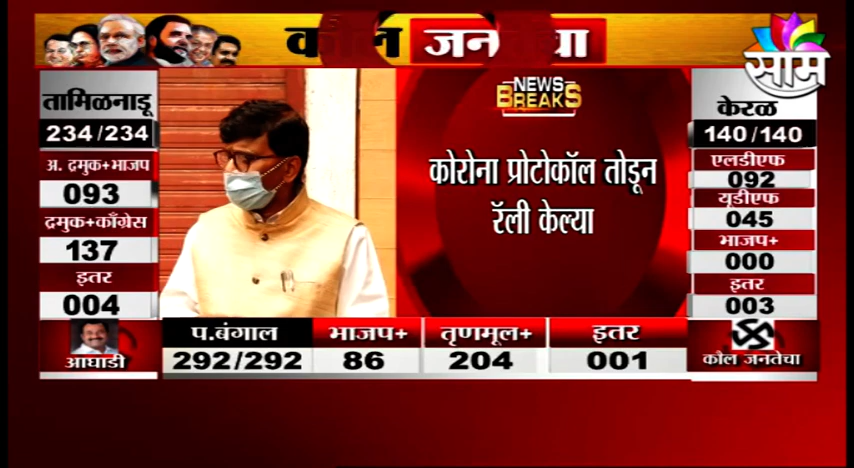 कौल जनतेचा
साम
तामिळनाडू
234/234
अ. द्रमुक+भाजप
093
द्रमुक+काँग्रेस
137
इतर
004
NEWS
BREAKS
कोरोना प्रोटोकॉल तोडून
रॅली केल्या
केरळ
140/140
एलडीएफ
092
यूडीएफ
045
भाजप+
000
इतर
003
आघाडी
प.बंगाल भाजप+ तृणमूल+ इतर
292/292 86 204 001
कौल जनतेचा